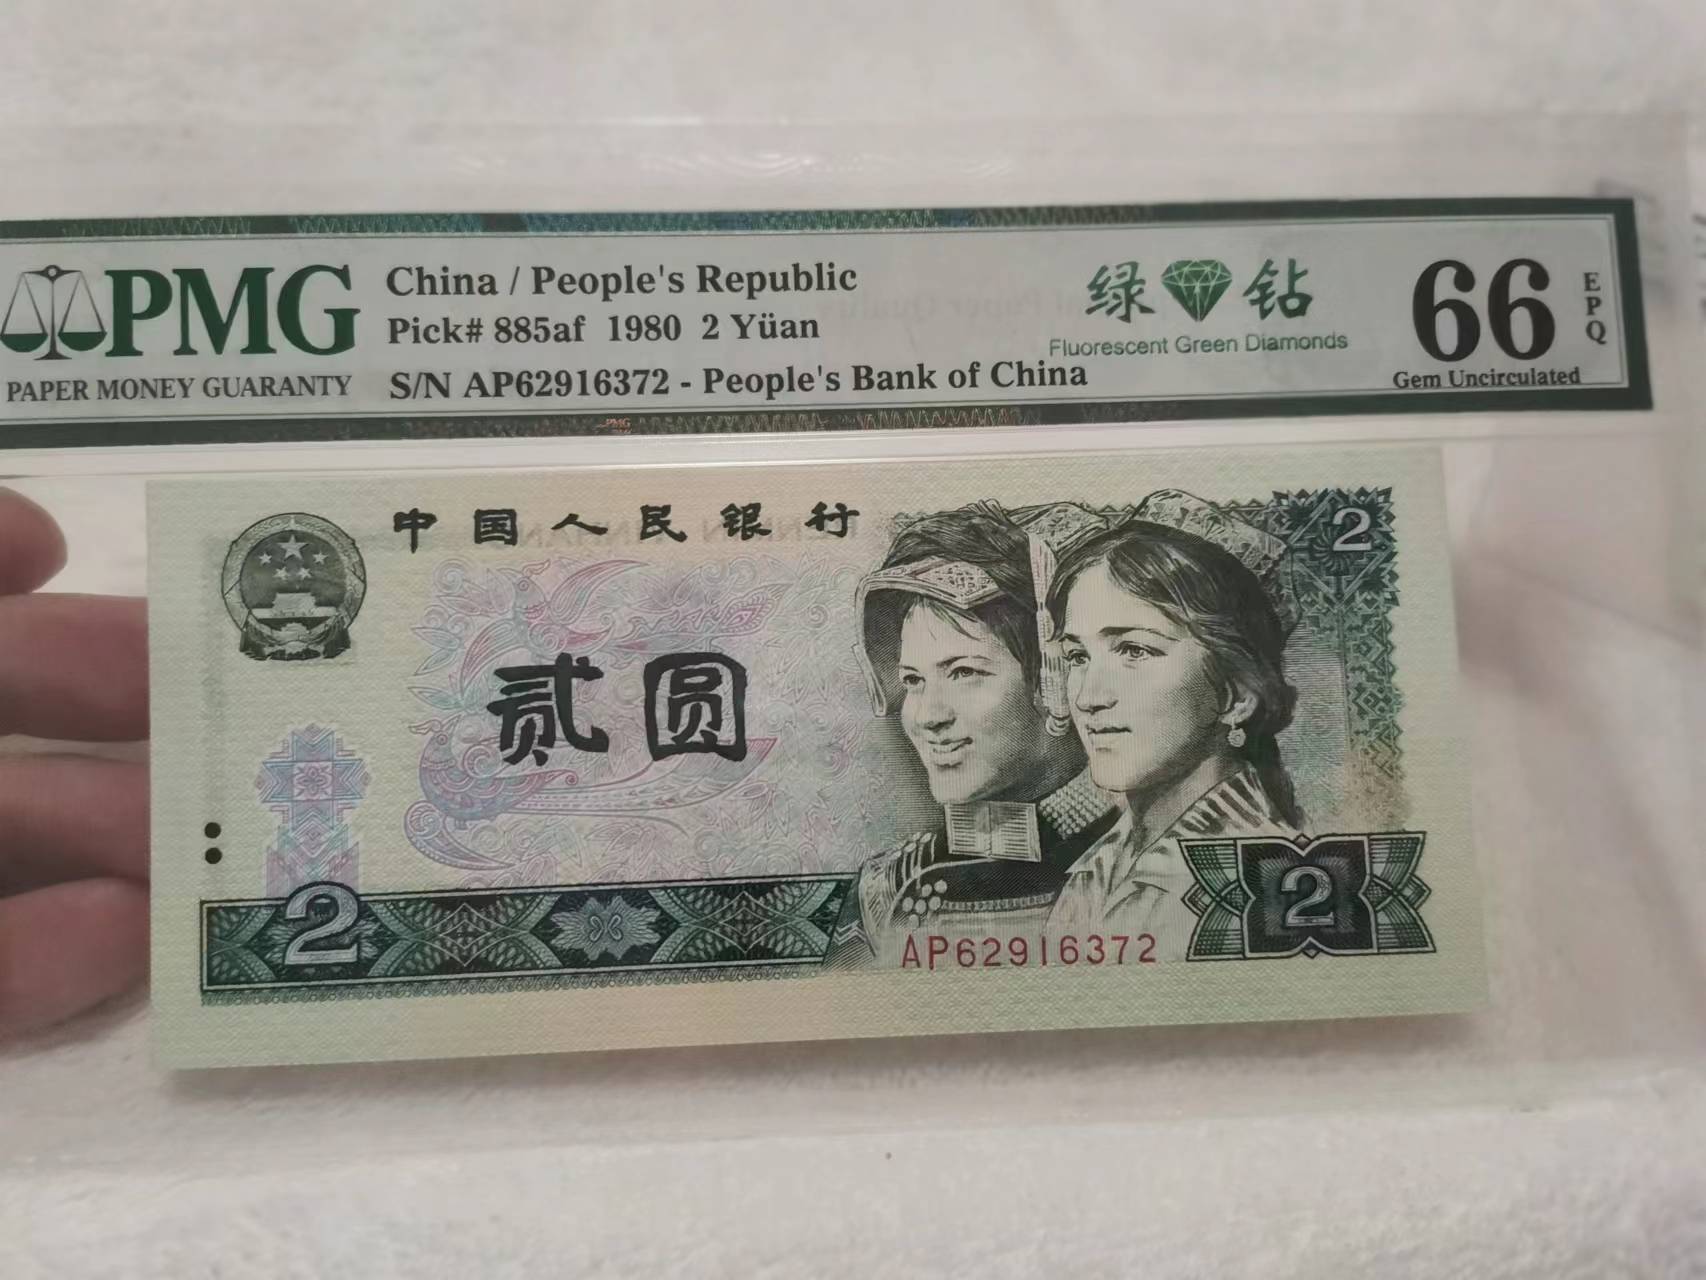 PMG
PAPER MONEY GUARANTY
China / People's Republic
Pick# 885af 1980 2 Yüan
S/N AP62916372 - People's Bank of China
绿 钻
Fluorescent Green Diamonds
66
EPQ
Gem Uncirculated
PMG
中国人民银行
2
贰圆
2
2
AP62916372